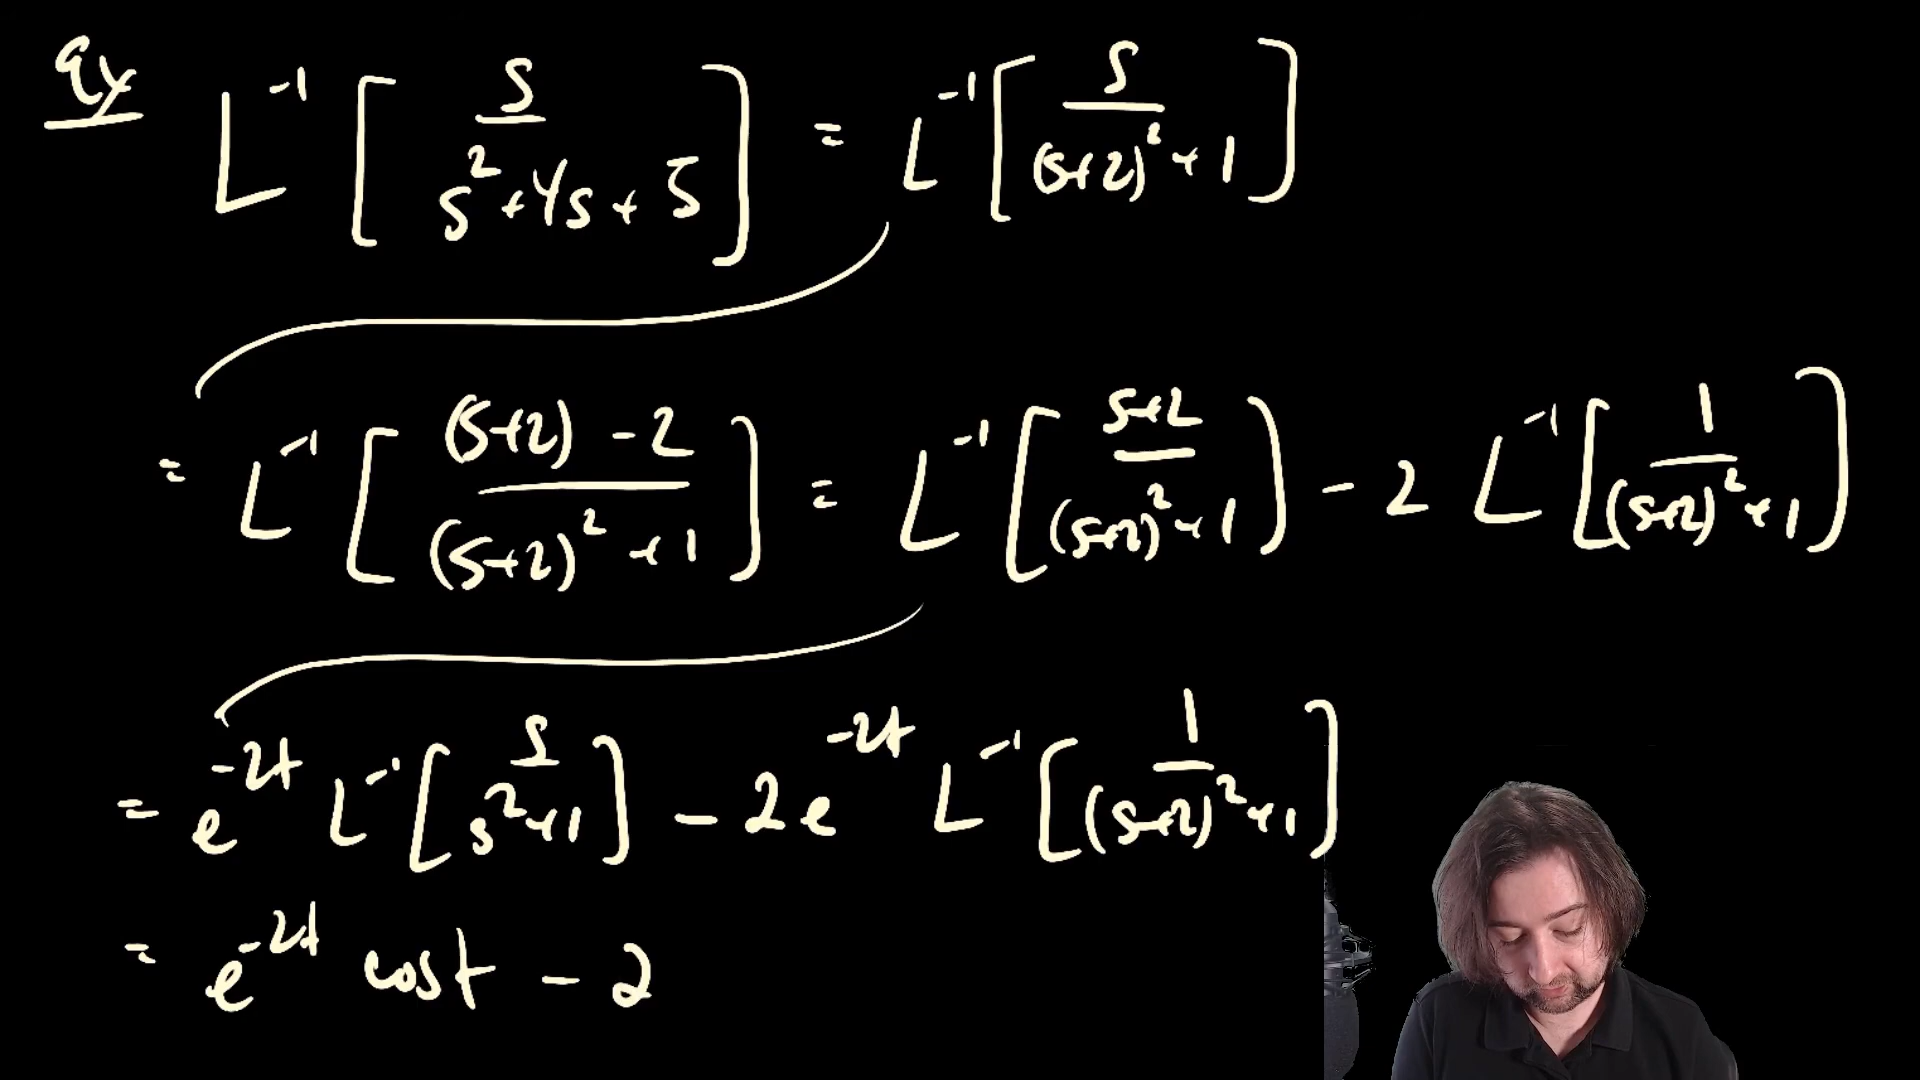 Ex L⁻¹[s/(s²+4s+5)] = L⁻¹[s/((s+2)²+1)]
= L⁻¹[((s+2)-2)/((s+2)²+1)] = L⁻¹[(s+2)/((s+2)²+1)] - 2 L⁻¹[1/((s+2)²+1)]
= e^(-2t) L⁻¹[s/(s²+1)] - 2e^(-2t) L⁻¹[1/((s+2)²+1)]
= e^(-2t) cos t - 2